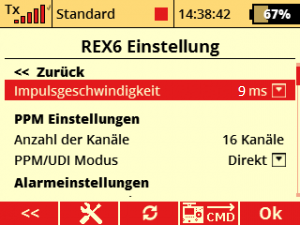 Tx Standard 14:38:42 67%
REX6 Einstellung
<< Zurück
Impulsgeschwindigkeit 9 ms
PPM Einstellungen
Anzahl der Kanäle 16 Kanäle
PPM/UDI Modus Direkt
Alarmeinstellungen
<< CMD Ok